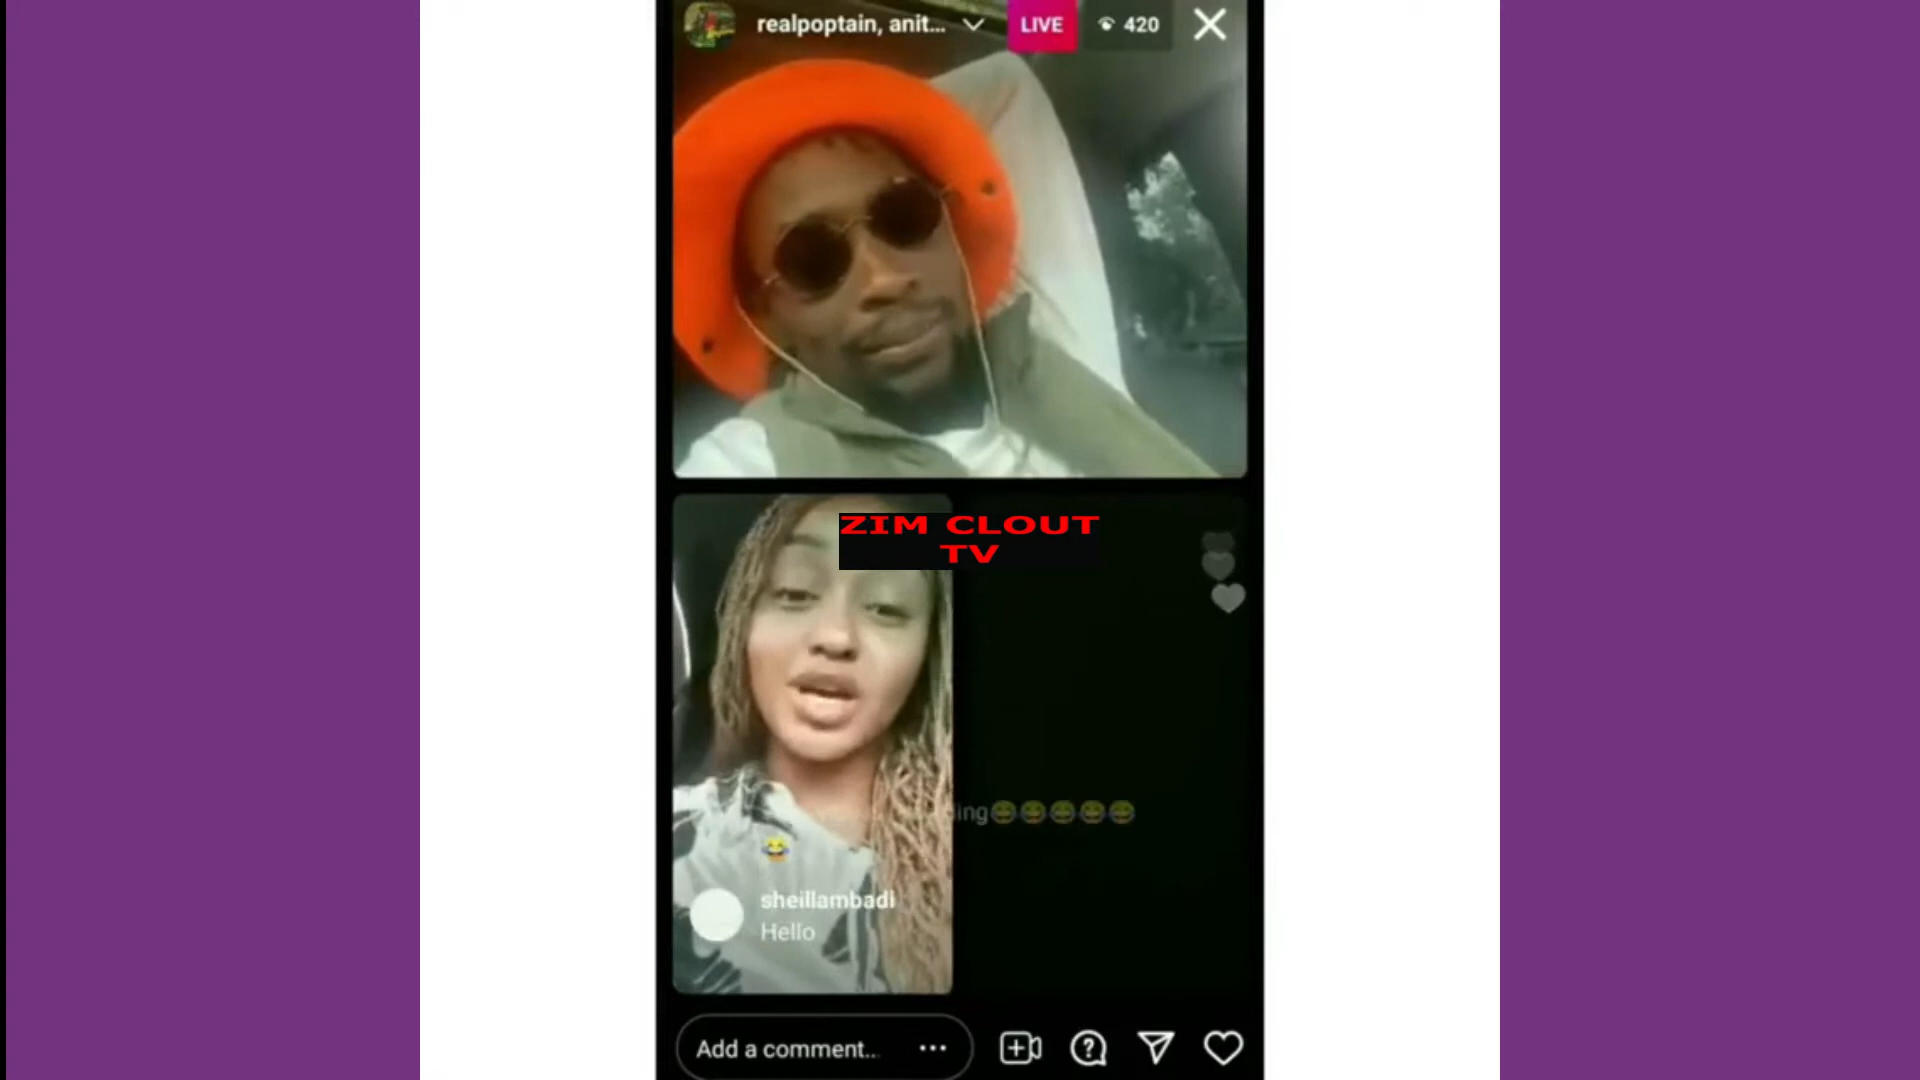 realpoptain, anit... LIVE 420
ZIM CLOUT
TV
ing😂😂😂😂😂
😂
sheillambadi
Hello
Add a comment...